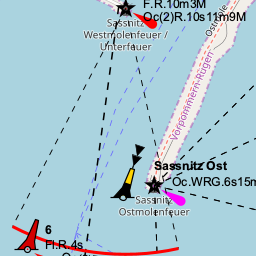 F.R.10m3M
Oc(2)R.10s11m9M
Sassnitz
Westmolenfeuer /
Unterfeuer
Ostmole
Vorpommern-Rügen
Sassnitz Ost
Oc.WRG.6s15m
Sassnitz
Ostmolenfeuer
6
Fl.R.4s